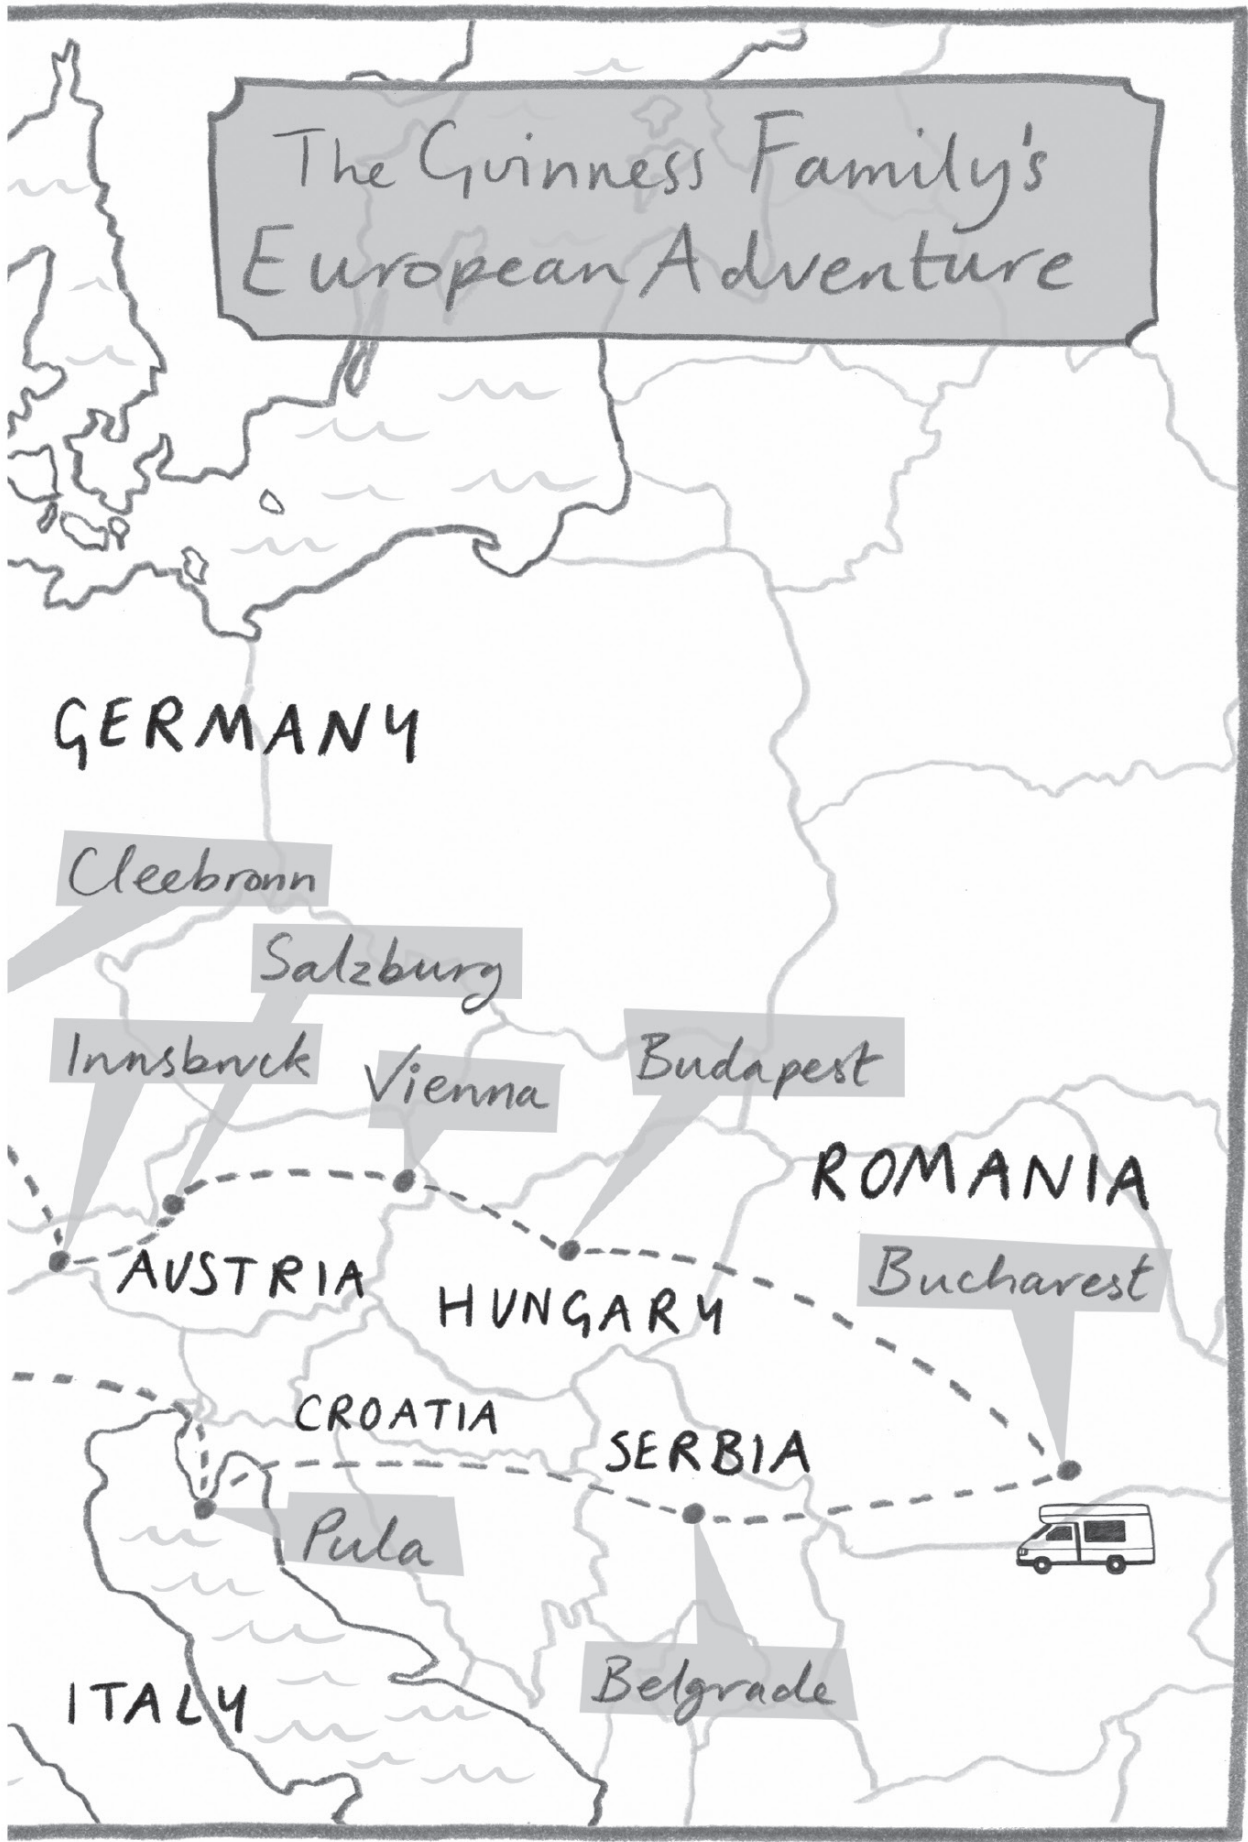 The Guinness Family's
European Adventure
GERMANY
Cleebronn
Salzburg
Innsbruck
Vienna
Budapest
ROMANIA
Bucharest
AUSTRIA
HUNGARY
CROATIA
SERBIA
Pula
Belgrade
ITALY